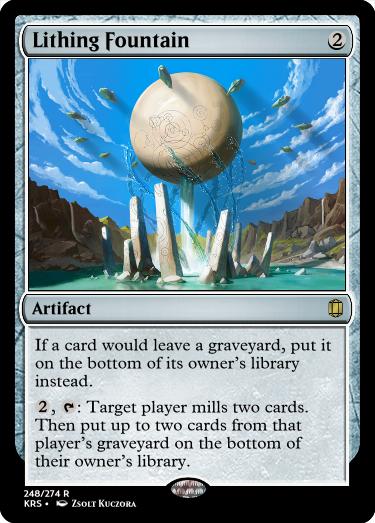 Lithing Fountain 2
Artifact
If a card would leave a graveyard, put it
on the bottom of its owner's library
instead.
2, : Target player mills two cards.
Then put up to two cards from that
player's graveyard on the bottom of
their owner's library.
248/274 R
KRS • Zsolt Kuczora